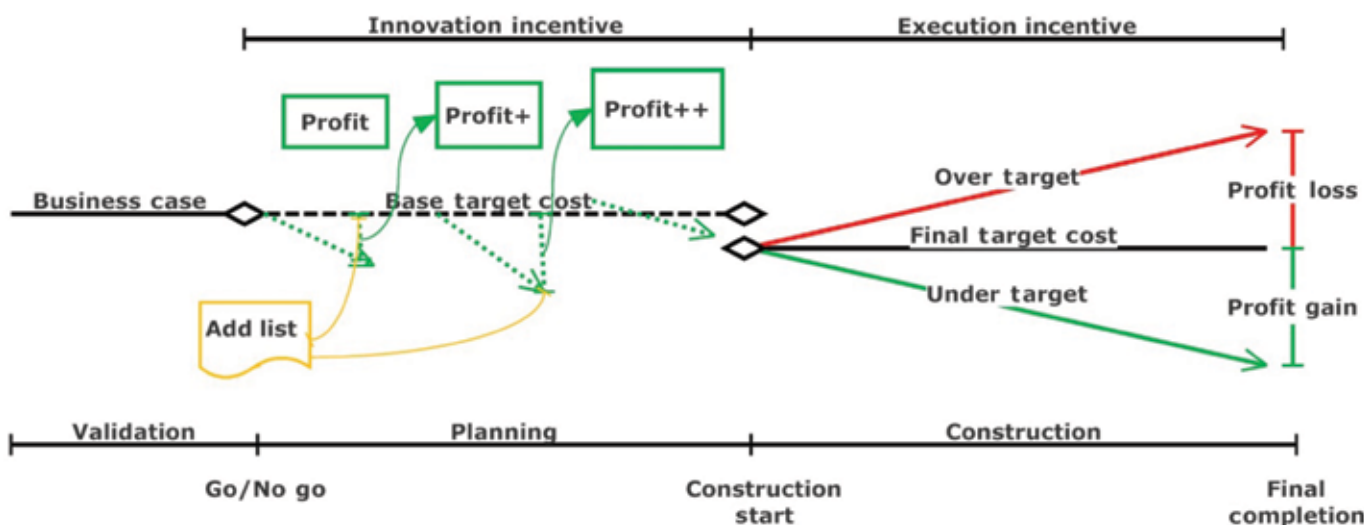 Innovation incentive
Execution incentive
Profit
Profit+
Profit++
Business case
Base target cost
Over target
Profit loss
Final target cost
Under target
Profit gain
Add list
Validation
Planning
Construction
Go/No go
Construction
start
Final
completion